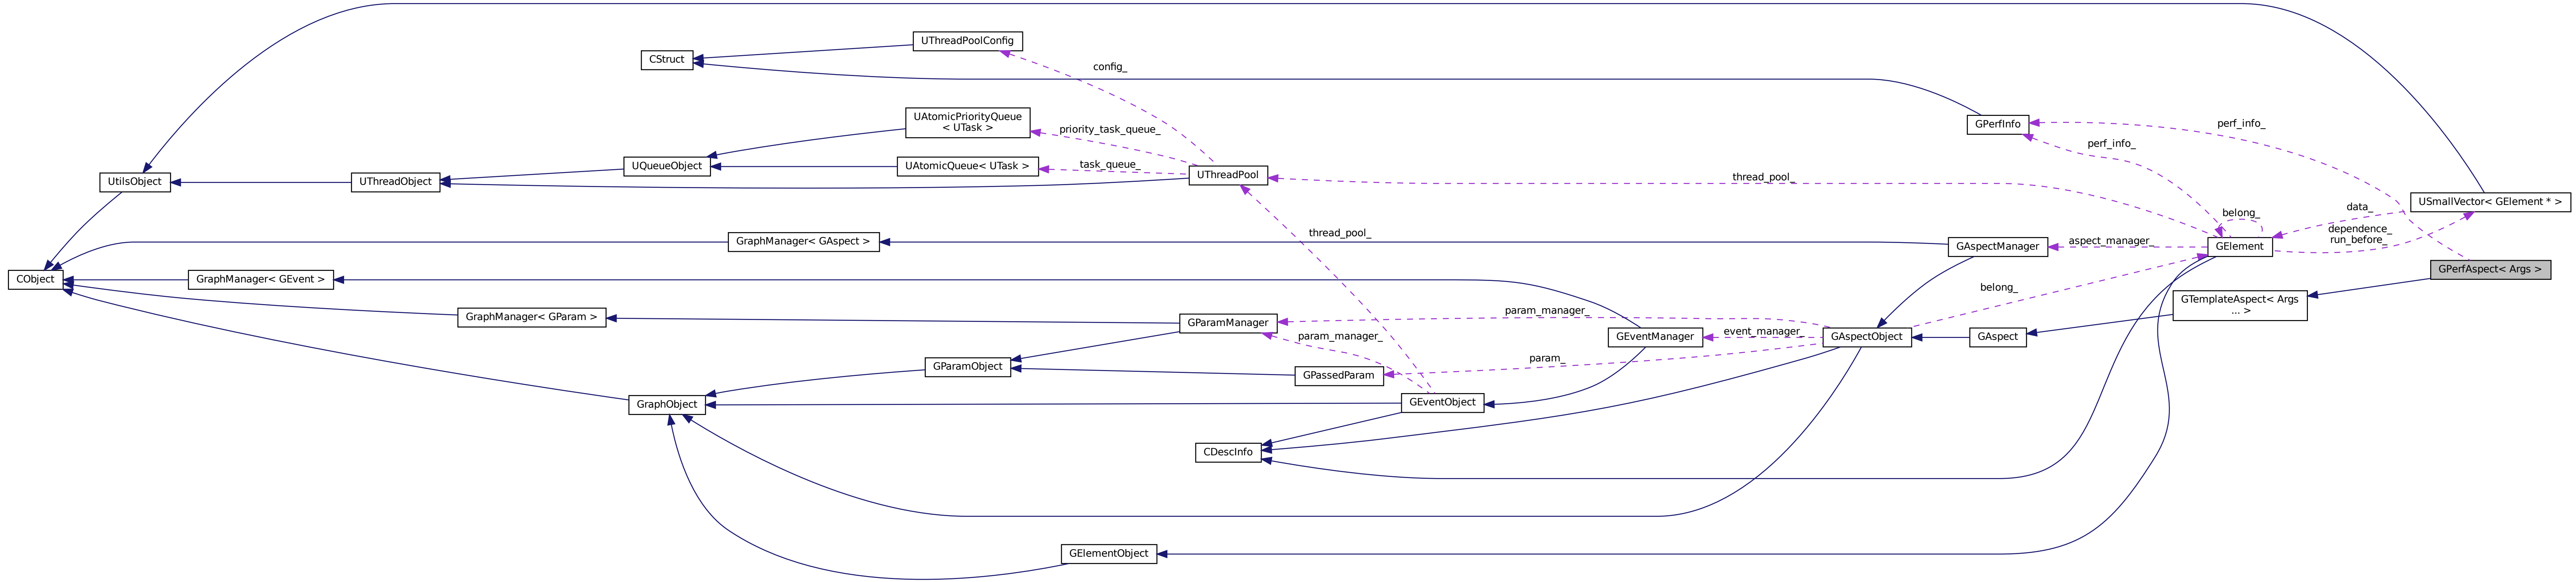 UThreadPoolConfig
CStruct
config_
UAtomicPriorityQueue
< UTask >
priority_task_queue_
GPerfInfo
perf_info_
perf_info_
UQueueObject
UAtomicQueue< UTask >
task_queue_
UtilsObject
UThreadObject
UThreadPool
thread_pool_
USmallVector< GElement * >
data_
belong_
dependence_
run_before_
thread_pool_
GraphManager< GAspect >
GAspectManager
aspect_manager_
GElement
GPerfAspect< Args >
CObject
GraphManager< GEvent >
belong_
GTemplateAspect< Args
... >
GraphManager< GParam >
GParamManager
param_manager_
param_manager_
GEventManager
event_manager_
GAspectObject
GAspect
GParamObject
GPassedParam
param_
GraphObject
GEventObject
CDescInfo
GElementObject